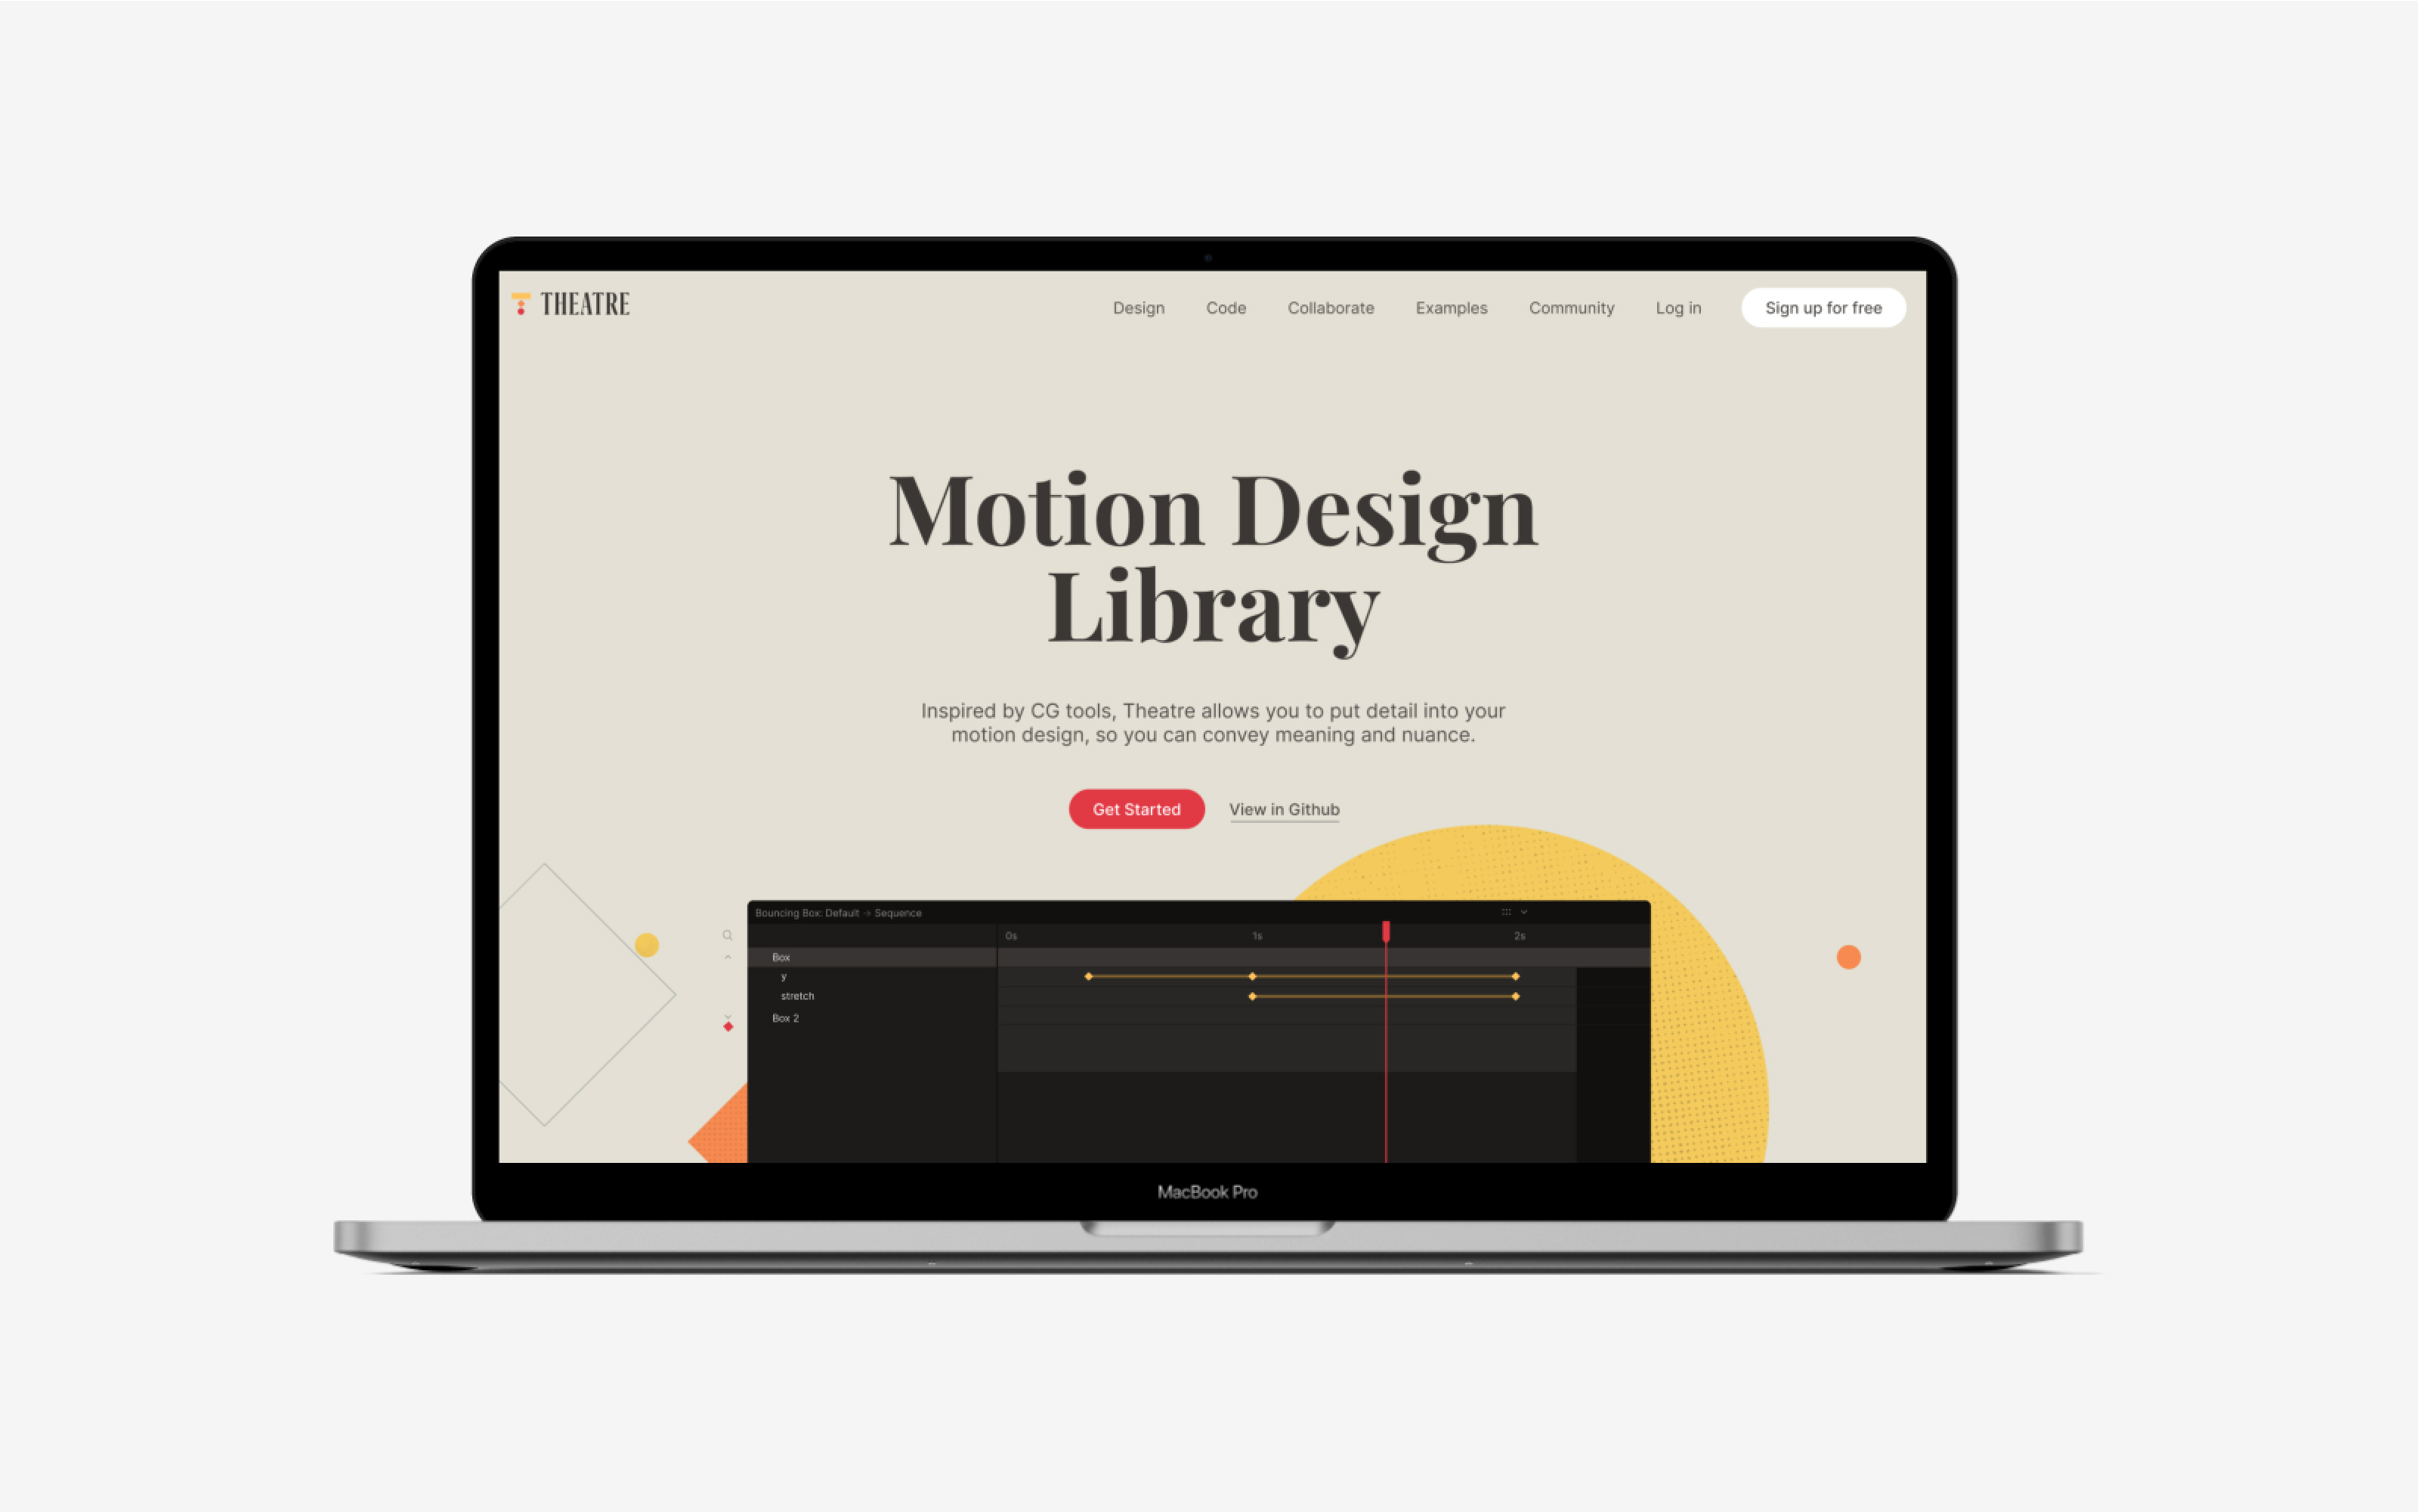 THEATRE
Design Code Collaborate Examples Community Log in Sign up for free
Motion Design
Library
Inspired by CG tools, Theatre allows you to put detail into your
motion design, so you can convey meaning and nuance.
Get Started View in Github
Bouncing Box: Default → Sequence
0s 1s 2s
Box
y
stretch
Box 2
MacBook Pro